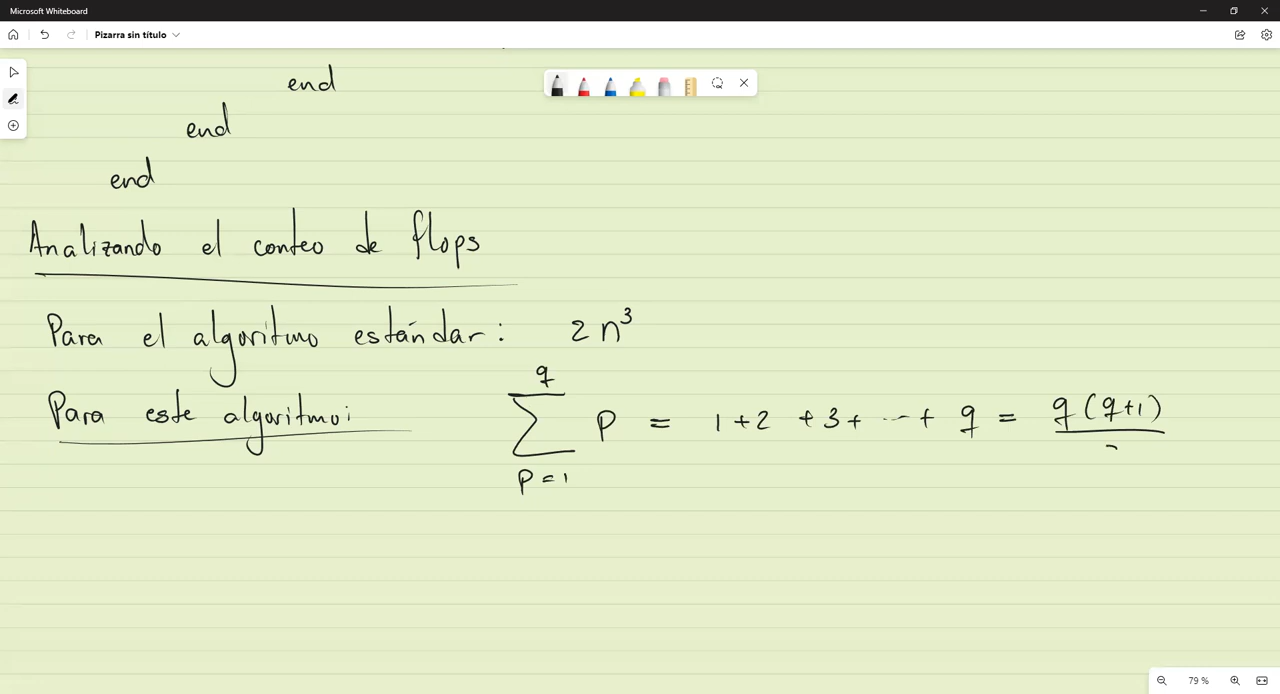 Microsoft Whiteboard
Pizarra sin título
end
end
end
Analizando el conteo de flops
Para el algoritmo estándar: 2n³
Para este algoritmo: ∑_{p=1}^{q} p = 1+2+3+⋯+q = q(q+1)
79 %